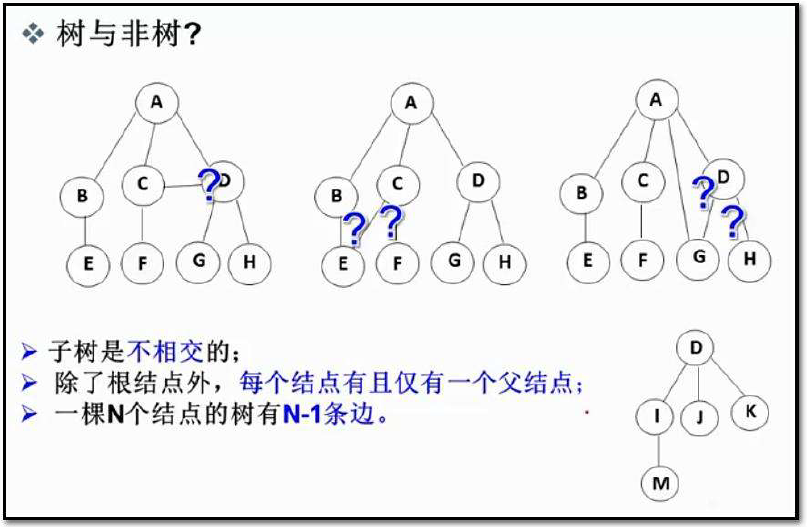 ❖ 树与非树?
A A A
B C ? D B C D B C ? D
? ? ?
E F G H E F G H E F G H
➢ 子树是不相交的；
➢ 除了根结点外，每个结点有且仅有一个父结点；
➢ 一棵N个结点的树有N-1条边。
D
I J K
M